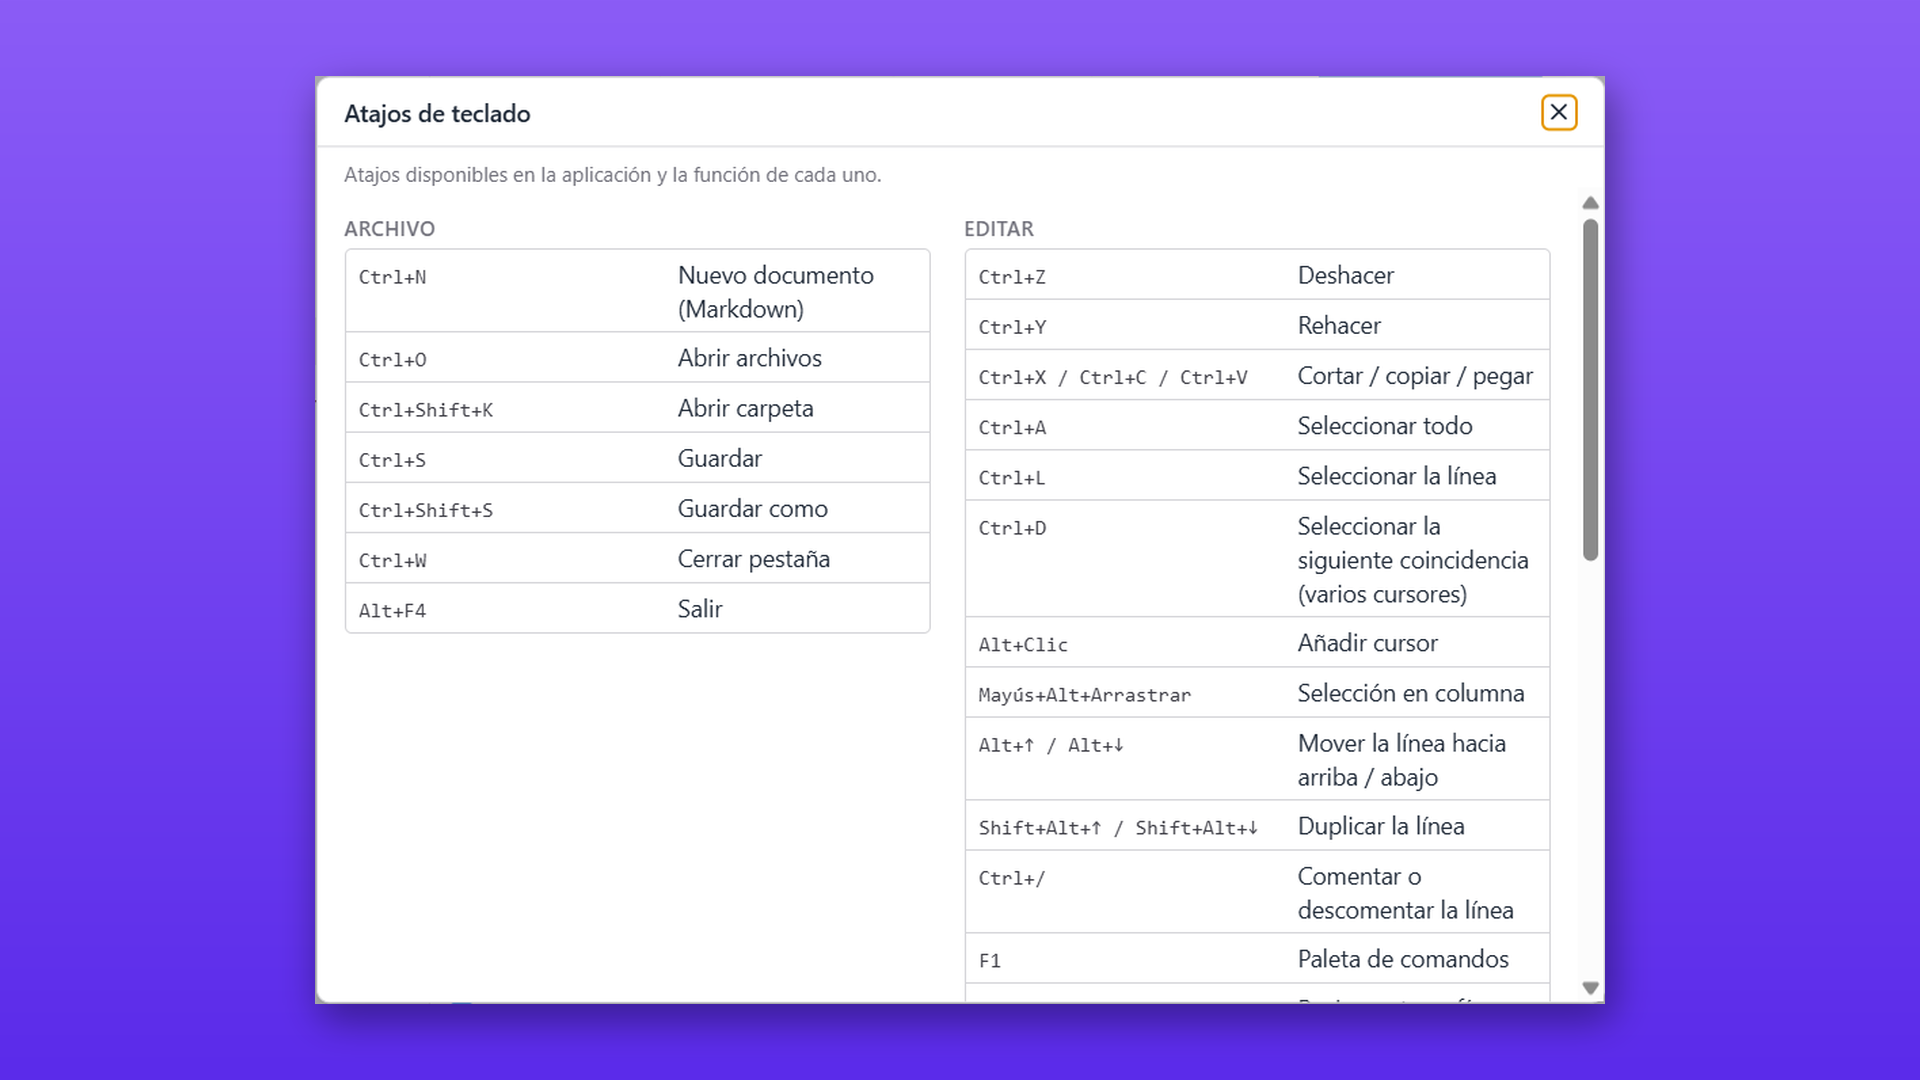 Atajos de teclado
Atajos disponibles en la aplicación y la función de cada uno.
ARCHIVO
Ctrl+N Nuevo documento
(Markdown)
Ctrl+O Abrir archivos
Ctrl+Shift+K Abrir carpeta
Ctrl+S Guardar
Ctrl+Shift+S Guardar como
Ctrl+W Cerrar pestaña
Alt+F4 Salir
EDITAR
Ctrl+Z Deshacer
Ctrl+Y Rehacer
Ctrl+X / Ctrl+C / Ctrl+V Cortar / copiar / pegar
Ctrl+A Seleccionar todo
Ctrl+L Seleccionar la línea
Ctrl+D Seleccionar la
siguiente coincidencia
(varios cursores)
Alt+Clic Añadir cursor
Mayús+Alt+Arrastrar Selección en columna
Alt+↑ / Alt+↓ Mover la línea hacia
arriba / abajo
Shift+Alt+↑ / Shift+Alt+↓ Duplicar la línea
Ctrl+/ Comentar o
descomentar la línea
F1 Paleta de comandos